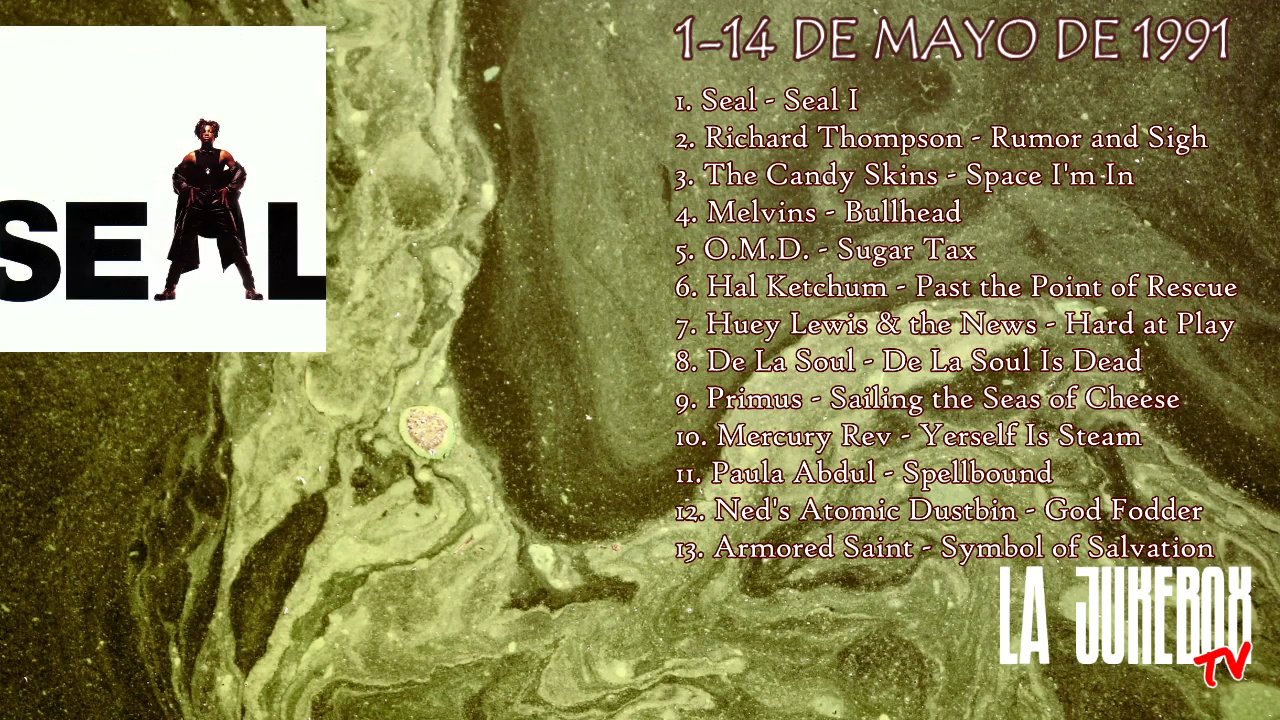 SEAL
1-14 DE MAYO DE 1991
1. Seal - Seal I
2. Richard Thompson - Rumor and Sigh
3. The Candy Skins - Space I'm In
4. Melvins - Bullhead
5. O.M.D. - Sugar Tax
6. Hal Ketchum - Past the Point of Rescue
7. Huey Lewis & the News - Hard at Play
8. De La Soul - De La Soul Is Dead
9. Primus - Sailing the Seas of Cheese
10. Mercury Rev - Yerself Is Steam
11. Paula Abdul - Spellbound
12. Ned's Atomic Dustbin - God Fodder
13. Armored Saint - Symbol of Salvation
LA JUKEBOX
TV